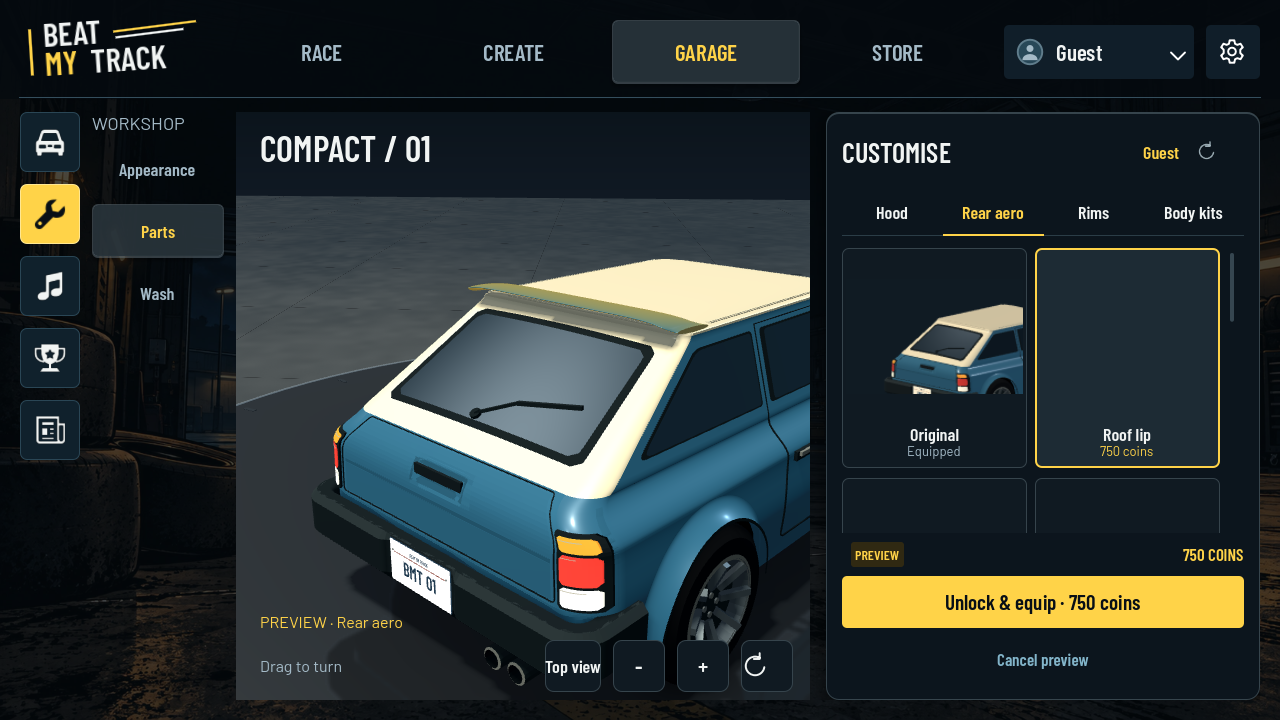 BEAT
MY TRACK
RACE
CREATE
GARAGE
STORE
Guest
WORKSHOP
Appearance
Parts
Wash
COMPACT / 01
BMT 01
PREVIEW · Rear aero
Drag to turn
Top view
-
+
CUSTOMISE
Guest
Hood
Rear aero
Rims
Body kits
Original
Equipped
Roof lip
750 coins
PREVIEW
750 COINS
Unlock & equip · 750 coins
Cancel preview